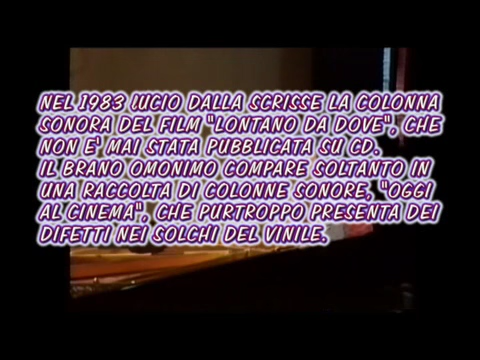 NEL 1983 LUCIO DALLA SCRISSE LA COLONNA
SONORA DEL FILM "LONTANO DA DOVE", CHE
NON E' MAI STATA PUBBLICATA SU CD.
IL BRANO OMONIMO COMPARE SOLTANTO IN
UNA RACCOLTA DI COLONNE SONORE, "OGGI
AL CINEMA", CHE PURTROPPO PRESENTA DEI
DIFETTI NEI SOLCHI DEL VINILE.